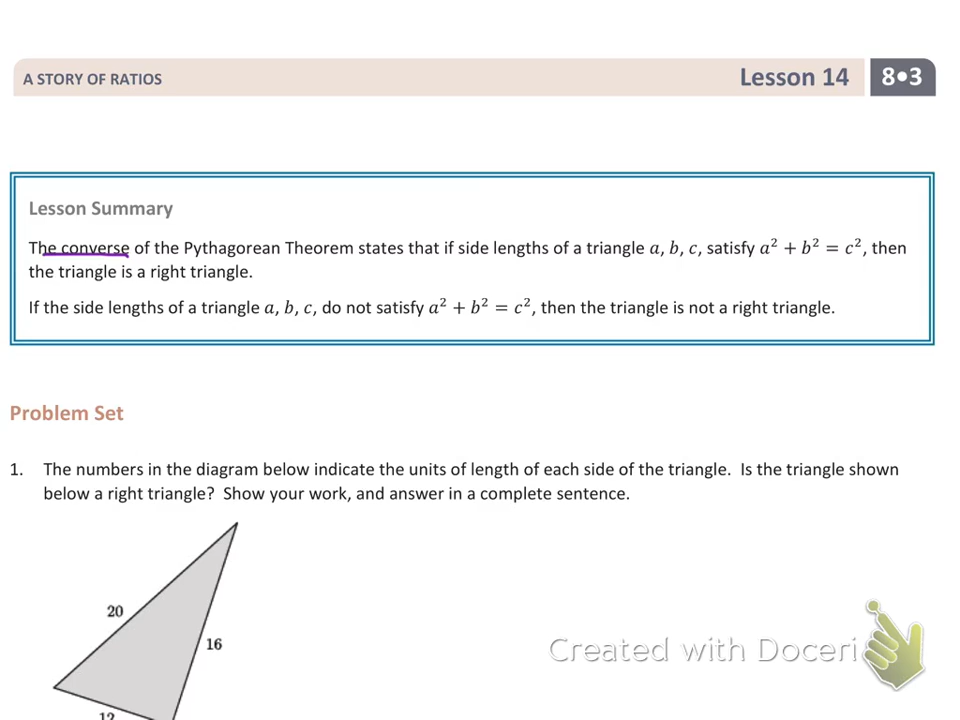 A STORY OF RATIOS
Lesson 14
8•3
Lesson Summary
The converse of the Pythagorean Theorem states that if side lengths of a triangle a, b, c, satisfy a² + b² = c², then
the triangle is a right triangle.
If the side lengths of a triangle a, b, c, do not satisfy a² + b² = c², then the triangle is not a right triangle.
Problem Set
1. The numbers in the diagram below indicate the units of length of each side of the triangle. Is the triangle shown
below a right triangle? Show your work, and answer in a complete sentence.
20
16
12
Created with Doceri